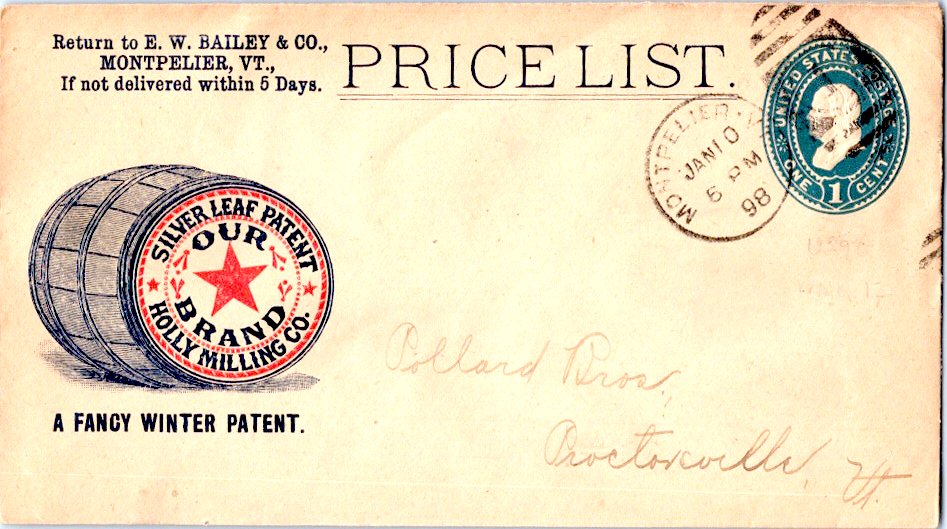 Return to E. W. BAILEY & CO.,
MONTPELIER, VT.,
If not delivered within 5 Days.
PRICE LIST.
UNITED STATES POSTAGE
ONE 1 CENT
MONTPELIER
JAN 10
6 PM
98
SILVER LEAF PATENT
OUR
BRAND
HOLLY MILLING CO.
A FANCY WINTER PATENT.
Pollard Bros,
Proctorsville,
Vt.